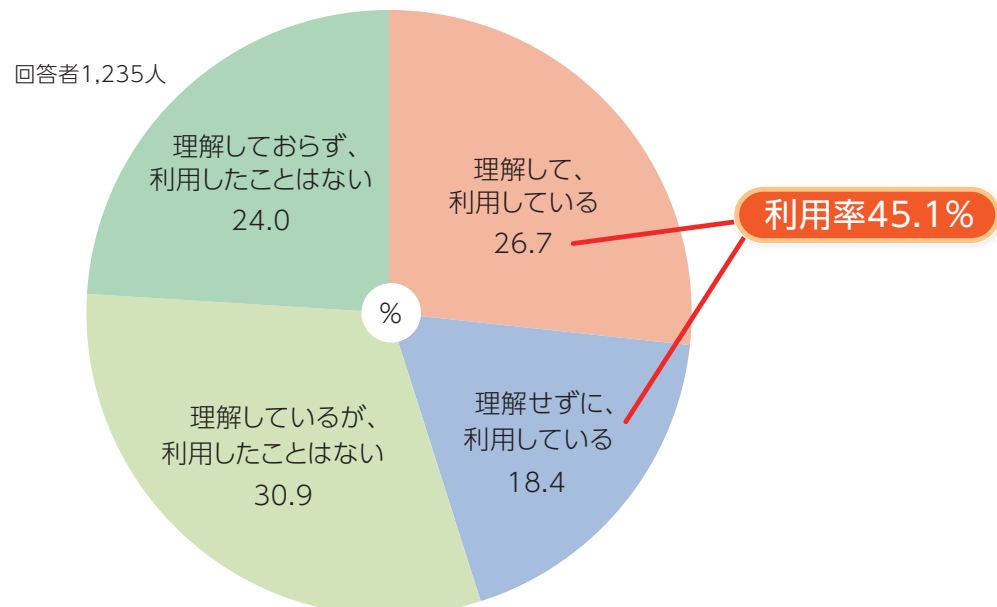 回答者1,235人
理解しておらず、
利用したことはない
24.0
理解して、
利用している
26.7
利用率45.1%
%
理解しているが、
利用したことはない
30.9
理解せずに、
利用している
18.4